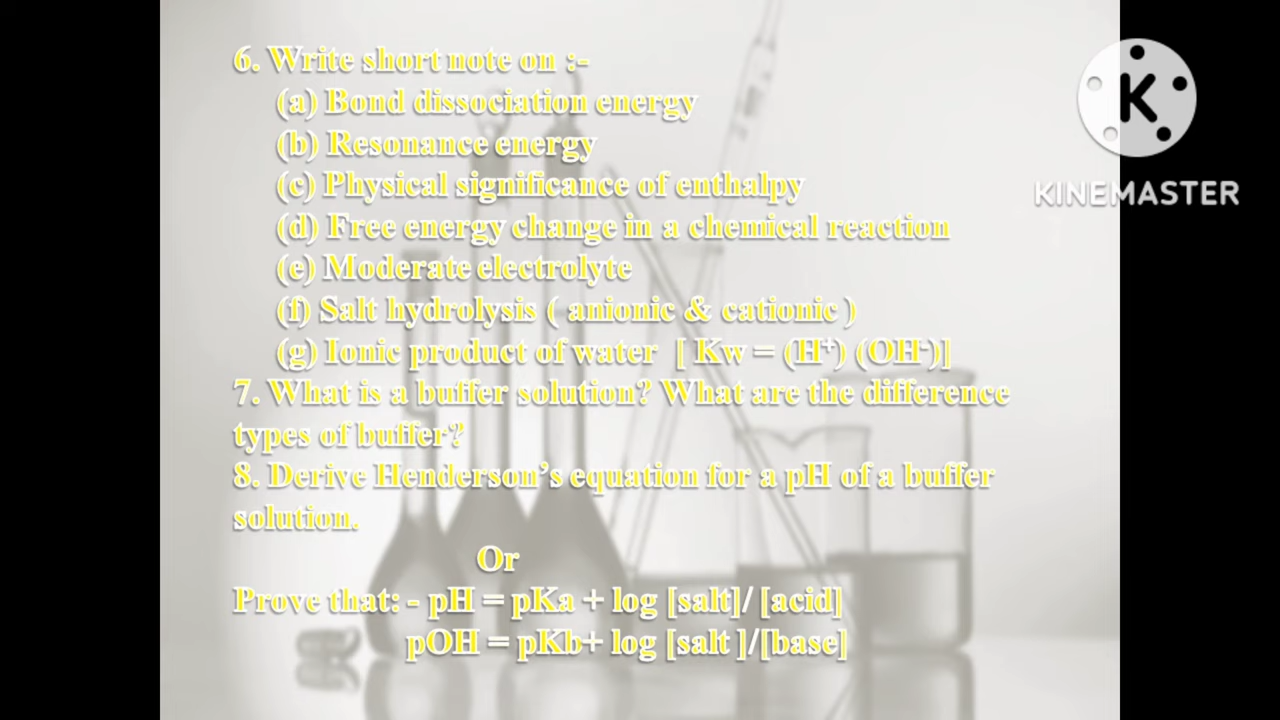 6. Write short note on :-
(a) Bond dissociation energy
(b) Resonance energy
(c) Physical significance of enthalpy
(d) Free energy change in a chemical reaction
(e) Moderate electrolyte
(f) Salt hydrolysis ( anionic & cationic )
(g) Ionic product of water [ Kw = (H⁺) (OH⁻)]
7. What is a buffer solution? What are the difference
types of buffer?
8. Derive Henderson’s equation for a pH of a buffer
solution.
Or
Prove that: - pH = pKa + log [salt]/ [acid]
pOH = pKb+ log [salt ]/[base]
K
KINEMASTER